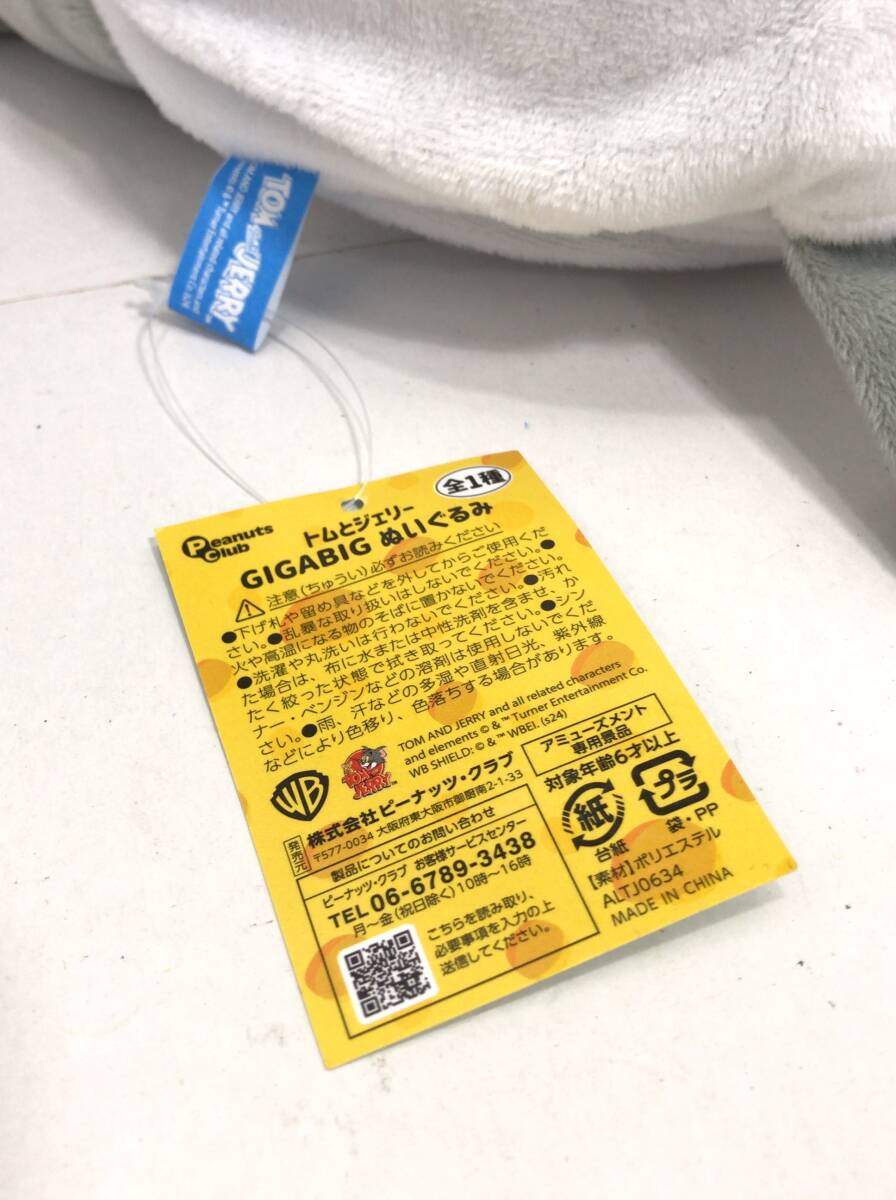 TOM and JERRY
Peanuts Club
全1種
トムとジェリー
GIGABIG ぬいぐるみ
注意(ちゅうい)必ずお読みください
●下げ札や留め具などを外してからご使用くだ
さい。●乱暴な取り扱いはしないでください。●
火や高温になる物のそばに置かないでください。
●洗濯や丸洗いは行わないでください。●汚れ
た場合は、布に水または中性洗剤を含ませ、か
たく絞った状態で拭き取ってください。●シン
ナー・ベンジンなどの溶剤は使用しないでくだ
さい。●雨、汗などの多湿や直射日光、紫外線
などにより色移り、色落ちする場合があります。
TOM AND JERRY and all related characters
and elements © & ™ Turner Entertainment Co.
WB SHIELD: © & ™ WBEI. (s24)
WB
TOM and JERRY
アミューズメント
専用景品
対象年齢6才以上
発売元
株式会社ピーナッツ・クラブ
〒577-0034 大阪府東大阪市御厨南2-1-33
製品についてのお問い合わせ
ピーナッツ・クラブ お客様サービスセンター
TEL 06-6789-3438
月～金(祝日除く)10時～16時
こちらを読み取り、
必要事項を入力の上
送信してください。
紙
プラ
台紙
袋・PP
【素材】ポリエステル
ALTJ0634
MADE IN CHINA